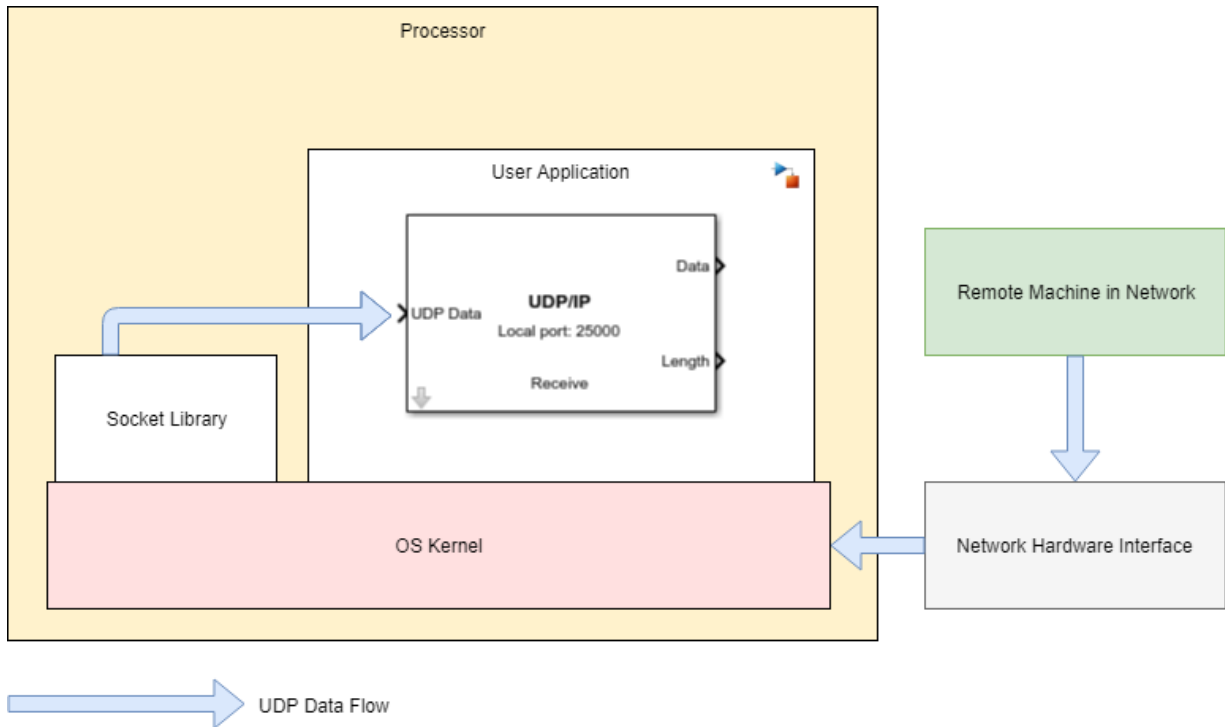 Processor
User Application
UDP Data
UDP/IP
Local port: 25000
Receive
Data
Length
Socket Library
OS Kernel
Remote Machine in Network
Network Hardware Interface
UDP Data Flow